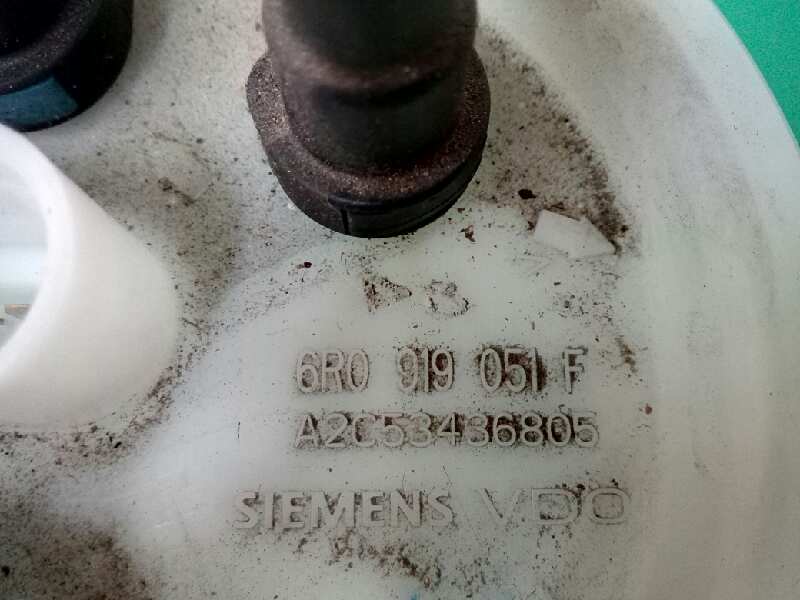 6R0 919 051 F
A2C53436805
SIEMENS VDO